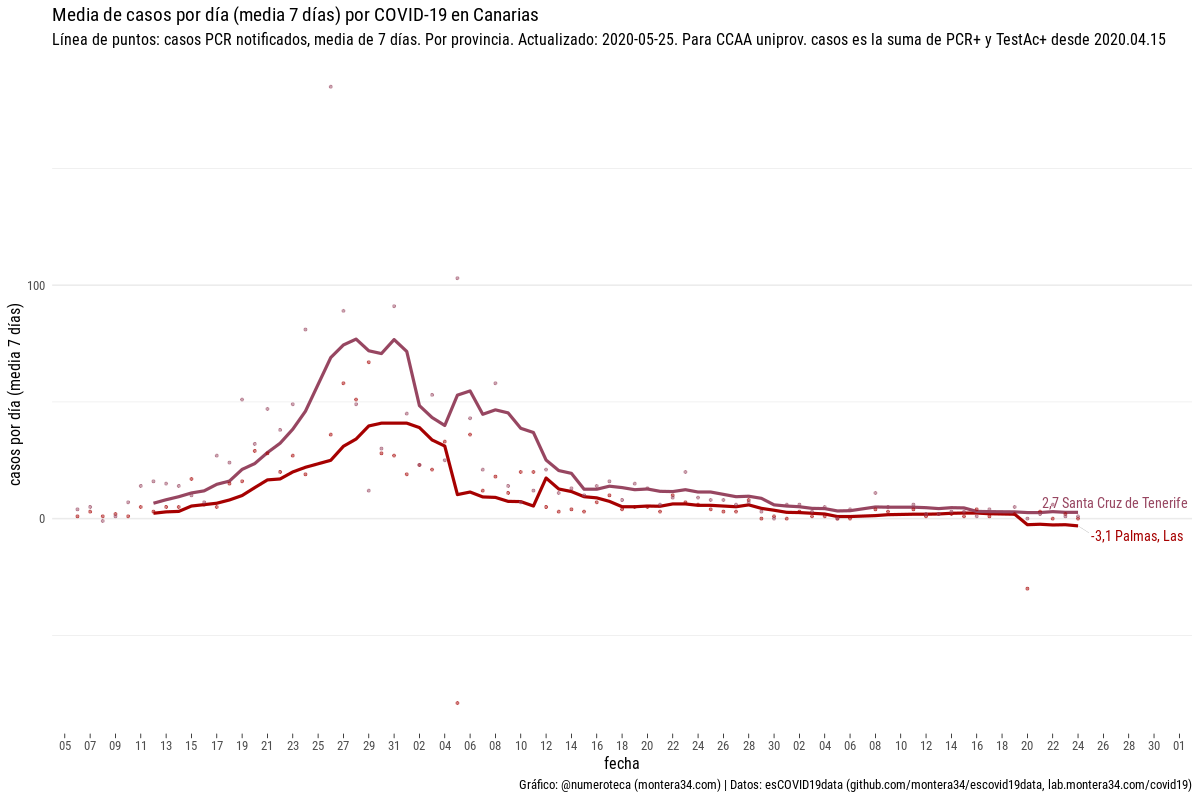 Media de casos por día (media 7 días) por COVID-19 en Canarias
Línea de puntos: casos PCR notificados, media de 7 días. Por provincia. Actualizado: 2020-05-25. Para CCAA uniprov. casos es la suma de PCR+ y TestAc+ desde 2020.04.15
casos por día (media 7 días)
100
0
2,7 Santa Cruz de Tenerife
-3,1 Palmas, Las
05 07 09 11 13 15 17 19 21 23 25 27 29 31 02 04 06 08 10 12 14 16 18 20 22 24 26 28 30 02 04 06 08 10 12 14 16 18 20 22 24 26 28 30 01
fecha
Gráfico: @numeroteca (montera34.com) | Datos: esCOVID19data (github.com/montera34/escovid19data, lab.montera34.com/covid19)